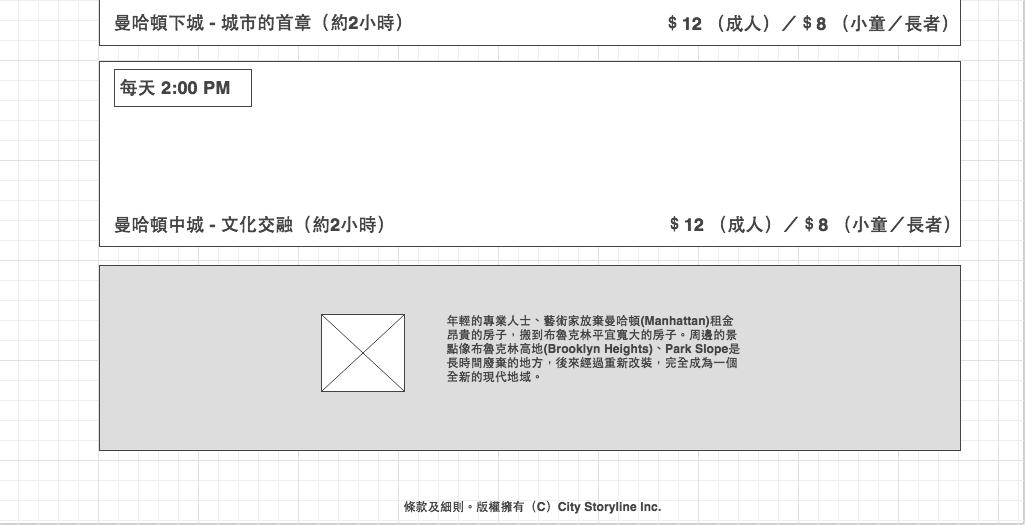 曼哈頓下城 - 城市的首章（約2小時）
$ 12 （成人）／$ 8 （小童／長者）
每天 2:00 PM
曼哈頓中城 - 文化交融（約2小時）
$ 12 （成人）／$ 8 （小童／長者）
年輕的專業人士、藝術家放棄曼哈頓(Manhattan)租金
昂貴的房子，搬到布魯克林平宜寬大的房子。周邊的景
點像布魯克林高地(Brooklyn Heights)、Park Slope是
長時間廢棄的地方，後來經過重新改裝，完全成為一個
全新的現代地域。
條款及細則。版權擁有（C）City Storyline Inc.